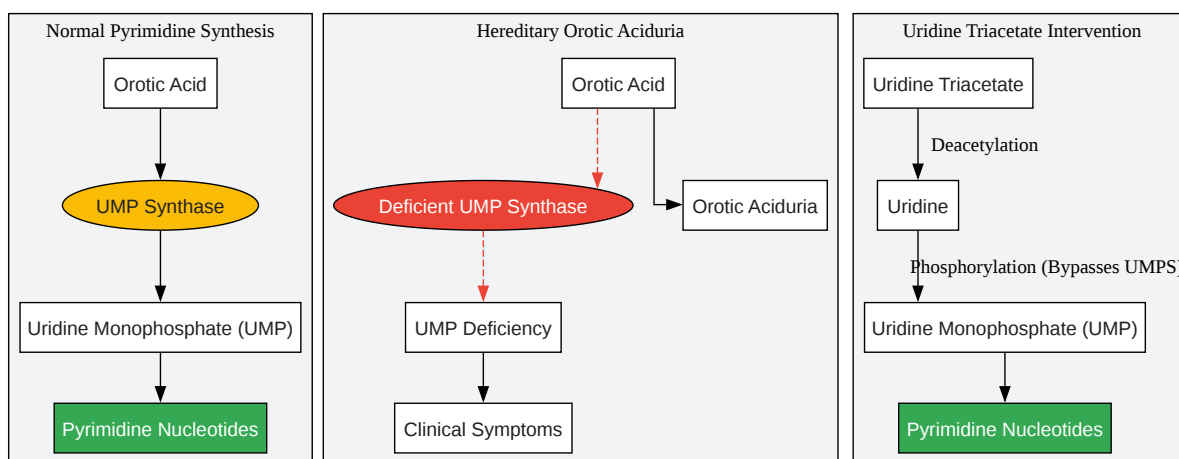 Normal Pyrimidine Synthesis
Orotic Acid
UMP Synthase
Uridine Monophosphate (UMP)
Pyrimidine Nucleotides
Hereditary Orotic Aciduria
Orotic Acid
Deficient UMP Synthase
Orotic Aciduria
UMP Deficiency
Clinical Symptoms
Uridine Triacetate Intervention
Uridine Triacetate
Deacetylation
Uridine
Phosphorylation (Bypasses UMPS)
Uridine Monophosphate (UMP)
Pyrimidine Nucleotides